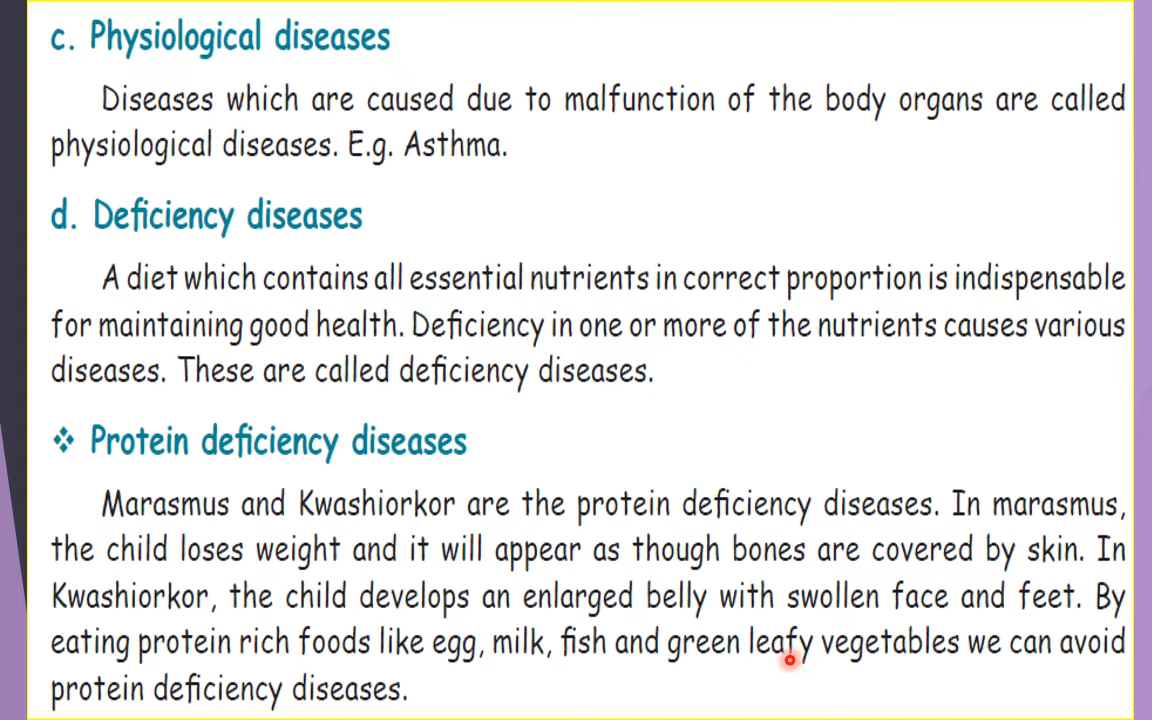 c. Physiological diseases
Diseases which are caused due to malfunction of the body organs are called
physiological diseases. E.g. Asthma.
d. Deficiency diseases
A diet which contains all essential nutrients in correct proportion is indispensable
for maintaining good health. Deficiency in one or more of the nutrients causes various
diseases. These are called deficiency diseases.
❖ Protein deficiency diseases
Marasmus and Kwashiorkor are the protein deficiency diseases. In marasmus,
the child loses weight and it will appear as though bones are covered by skin. In
Kwashiorkor, the child develops an enlarged belly with swollen face and feet. By
eating protein rich foods like egg, milk, fish and green leafy vegetables we can avoid
protein deficiency diseases.